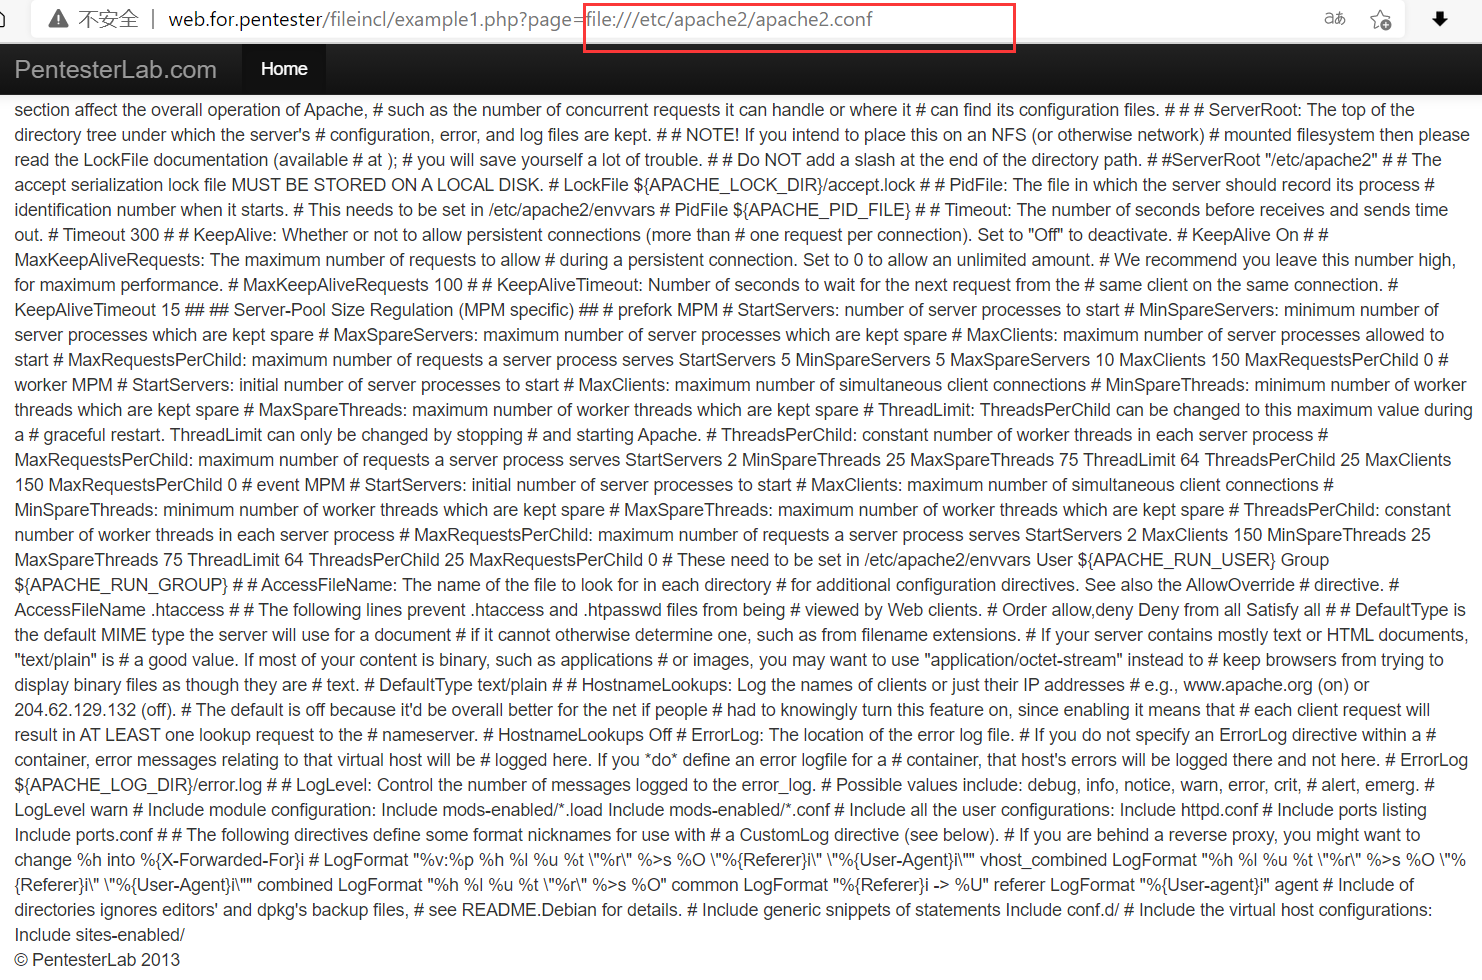 不安全 | web.for.pentester/fileincl/example1.php?page=file:///etc/apache2/apache2.conf aあ
PentesterLab.com Home
section affect the overall operation of Apache, # such as the number of concurrent requests it can handle or where it # can find its configuration files. # # # ServerRoot: The top of the
directory tree under which the server's # configuration, error, and log files are kept. # # NOTE! If you intend to place this on an NFS (or otherwise network) # mounted filesystem then please
read the LockFile documentation (available # at ); # you will save yourself a lot of trouble. # # Do NOT add a slash at the end of the directory path. # #ServerRoot "/etc/apache2" # # The
accept serialization lock file MUST BE STORED ON A LOCAL DISK. # LockFile ${APACHE_LOCK_DIR}/accept.lock # # PidFile: The file in which the server should record its process #
identification number when it starts. # This needs to be set in /etc/apache2/envvars # PidFile ${APACHE_PID_FILE} # # Timeout: The number of seconds before receives and sends time
out. # Timeout 300 # # KeepAlive: Whether or not to allow persistent connections (more than # one request per connection). Set to "Off" to deactivate. # KeepAlive On # #
MaxKeepAliveRequests: The maximum number of requests to allow # during a persistent connection. Set to 0 to allow an unlimited amount. # We recommend you leave this number high,
for maximum performance. # MaxKeepAliveRequests 100 # # KeepAliveTimeout: Number of seconds to wait for the next request from the # same client on the same connection. #
KeepAliveTimeout 15 ## ## Server-Pool Size Regulation (MPM specific) ## # prefork MPM # StartServers: number of server processes to start # MinSpareServers: minimum number of
server processes which are kept spare # MaxSpareServers: maximum number of server processes which are kept spare # MaxClients: maximum number of server processes allowed to
start # MaxRequestsPerChild: maximum number of requests a server process serves StartServers 5 MinSpareServers 5 MaxSpareServers 10 MaxClients 150 MaxRequestsPerChild 0 #
worker MPM # StartServers: initial number of server processes to start # MaxClients: maximum number of simultaneous client connections # MinSpareThreads: minimum number of worker
threads which are kept spare # MaxSpareThreads: maximum number of worker threads which are kept spare # ThreadLimit: ThreadsPerChild can be changed to this maximum value during
a # graceful restart. ThreadLimit can only be changed by stopping # and starting Apache. # ThreadsPerChild: constant number of worker threads in each server process #
MaxRequestsPerChild: maximum number of requests a server process serves StartServers 2 MinSpareThreads 25 MaxSpareThreads 75 ThreadLimit 64 ThreadsPerChild 25 MaxClients
150 MaxRequestsPerChild 0 # event MPM # StartServers: initial number of server processes to start # MaxClients: maximum number of simultaneous client connections #
MinSpareThreads: minimum number of worker threads which are kept spare # MaxSpareThreads: maximum number of worker threads which are kept spare # ThreadsPerChild: constant
number of worker threads in each server process # MaxRequestsPerChild: maximum number of requests a server process serves StartServers 2 MaxClients 150 MinSpareThreads 25
MaxSpareThreads 75 ThreadLimit 64 ThreadsPerChild 25 MaxRequestsPerChild 0 # These need to be set in /etc/apache2/envvars User ${APACHE_RUN_USER} Group
${APACHE_RUN_GROUP} # # AccessFileName: The name of the file to look for in each directory # for additional configuration directives. See also the AllowOverride # directive. #
AccessFileName .htaccess # # The following lines prevent .htaccess and .htpasswd files from being # viewed by Web clients. # Order allow,deny Deny from all Satisfy all # # DefaultType is
the default MIME type the server will use for a document # if it cannot otherwise determine one, such as from filename extensions. # If your server contains mostly text or HTML documents,
"text/plain" is # a good value. If most of your content is binary, such as applications # or images, you may want to use "application/octet-stream" instead to # keep browsers from trying to
display binary files as though they are # text. # DefaultType text/plain # # HostnameLookups: Log the names of clients or just their IP addresses # e.g., www.apache.org (on) or
204.62.129.132 (off). # The default is off because it'd be overall better for the net if people # had to knowingly turn this feature on, since enabling it means that # each client request will
result in AT LEAST one lookup request to the # nameserver. # HostnameLookups Off # ErrorLog: The location of the error log file. # If you do not specify an ErrorLog directive within a #
container, error messages relating to that virtual host will be # logged here. If you *do* define an error logfile for a # container, that host's errors will be logged there and not here. # ErrorLog
${APACHE_LOG_DIR}/error.log # # LogLevel: Control the number of messages logged to the error_log. # Possible values include: debug, info, notice, warn, error, crit, # alert, emerg. #
LogLevel warn # Include module configuration: Include mods-enabled/*.load Include mods-enabled/*.conf # Include all the user configurations: Include httpd.conf # Include ports listing
Include ports.conf # # The following directives define some format nicknames for use with # a CustomLog directive (see below). # If you are behind a reverse proxy, you might want to
change %h into %{X-Forwarded-For}i # LogFormat "%v:%p %h %l %u %t \"%r\" %>s %O \"%{Referer}i\" \"%{User-Agent}i\"" vhost_combined LogFormat "%h %l %u %t \"%r\" %>s %O \"%
{Referer}i\" \"%{User-Agent}i\"" combined LogFormat "%h %l %u %t \"%r\" %>s %O" common LogFormat "%{Referer}i -> %U" referer LogFormat "%{User-agent}i" agent # Include of
directories ignores editors' and dpkg's backup files, # see README.Debian for details. # Include generic snippets of statements Include conf.d/ # Include the virtual host configurations:
Include sites-enabled/
© PentesterLab 2013